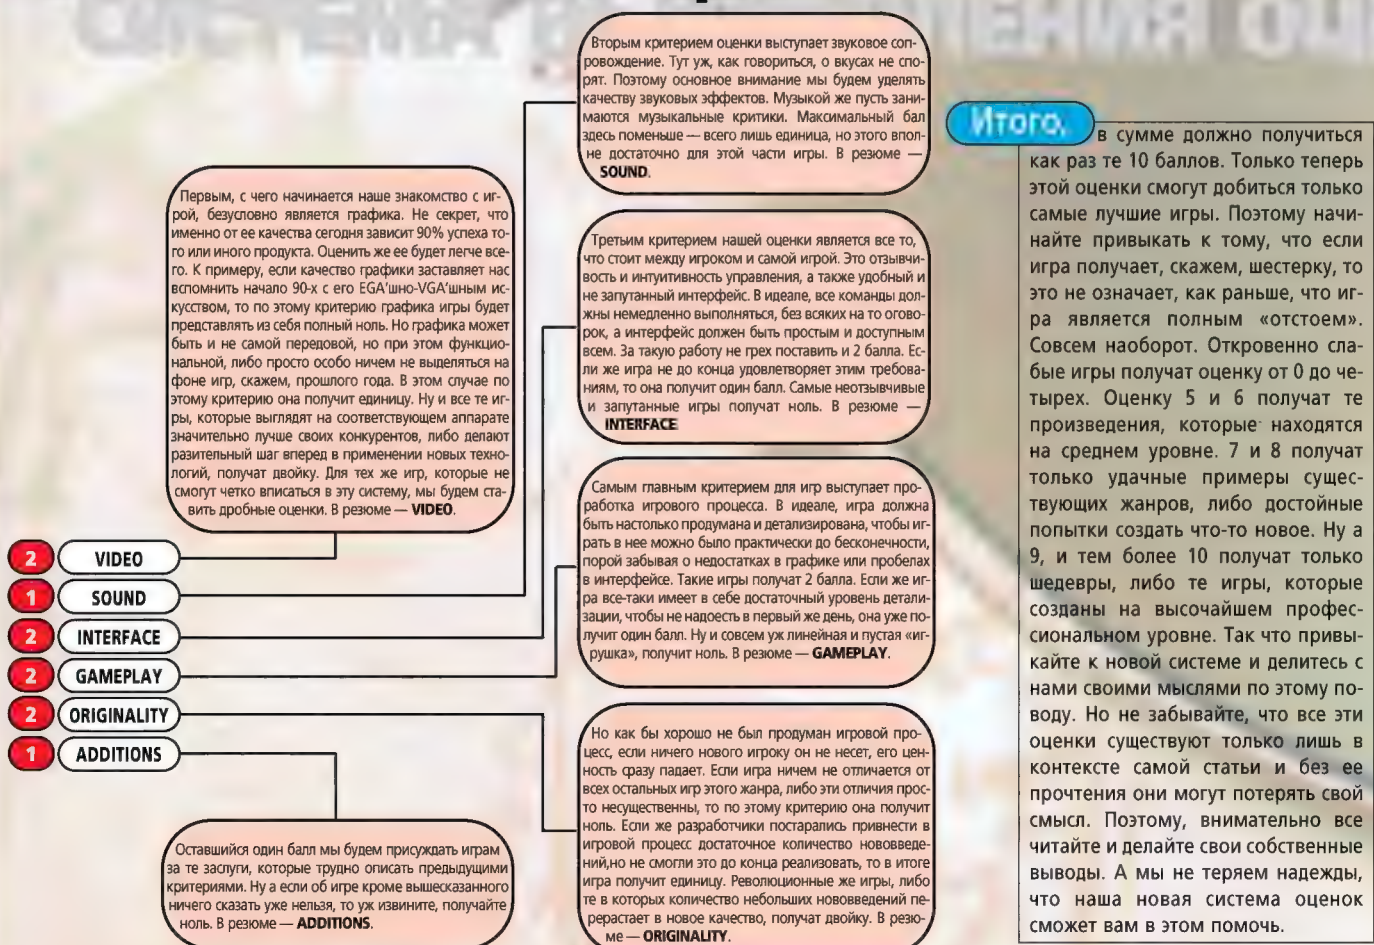 Вторым критерием оценки выступает звуковое соп-
ровождение. Тут уж, как говориться, о вкусах не спо-
рят. Поэтому основное внимание мы будем уделять
качеству звуковых эффектов. Музыкой же пусть зани-
маются музыкальные критики. Максимальный бал
здесь поменьше — всего лишь единица, но этого впол-
не достаточно для этой части игры. В резюме —
SOUND.
Первым, с чего начинается наше знакомство с иг-
рой, безусловно является графика. Не секрет, что
именно от ее качества сегодня зависит 90% успеха то-
го или иного продукта. Оценить же ее будет легче все-
го. К примеру, если качество графики заставляет нас
вспомнить начало 90-х с его EGA'шно-VGA'шным ис-
кусством, то по этому критерию графика игры будет
представлять из себя полный ноль. Но графика может
быть и не самой передовой, но при этом функцио-
нальной, либо просто особо ничем не выделяться на
фоне игр, скажем, прошлого года. В этом случае по
этому критерию она получит единицу. Ну и все те иг-
ры, которые выглядят на соответствующем аппарате
значительно лучше своих конкурентов, либо делают
разительный шаг вперед в применении новых техно-
логий, получат двойку. Для тех же игр, которые не
смогут четко вписаться в эту систему, мы будем ста-
вить дробные оценки. В резюме — VIDEO.
Третьим критерием нашей оценки является все то,
что стоит между игроком и самой игрой. Это отзывчи-
вость и интуитивность управления, а также удобный и
не запутанный интерфейс. В идеале, все команды дол-
жны немедленно выполняться, без всяких на то огово-
рок, а интерфейс должен быть простым и доступным
всем. За такую работу не грех поставить и 2 балла. Ес-
ли же игра не до конца удовлетворяет этим требова-
ниям, то она получит один балл. Самые неотзывчивые
и запутанные игры получат ноль. В резюме —
INTERFACE.
Самым главным критерием для игр выступает про-
работка игрового процесса. В идеале, игра должна
быть настолько продумана и детализирована, чтобы иг-
рать в нее можно было практически до бесконечности,
порой забывая о недостатках в графике или пробелах
в интерфейсе. Такие игры получат 2 балла. Если же иг-
ра все-таки имеет в себе достаточный уровень детали-
зации, чтобы не надоесть в первый же день, она уже по-
лучит один балл. Ну и совсем уж линейная и пустая «иг-
рушка», получит ноль. В резюме — GAMEPLAY.
2 VIDEO
1 SOUND
2 INTERFACE
2 GAMEPLAY
2 ORIGINALITY
1 ADDITIONS
Но как бы хорошо не был продуман игровой про-
цесс, если ничего нового игроку он не несет, его цен-
ность сразу падает. Если игра ничем не отличается от
всех остальных игр этого жанра, либо эти отличия прос-
то несущественны, то по этому критерию она получит
ноль. Если же разработчики постарались привнести в
игровой процесс достаточное количество нововведе-
ний,но не смогли это до конца реализовать, то в итоге
игра получит единицу. Революционные же игры, либо
те в которых количество небольших нововведений пе-
рерастает в новое качество, получат двойку. В резю-
ме — ORIGINALITY.
Оставшийся один балл мы будем присуждать играм
за те заслуги, которые трудно описать предыдущими
критериями. Ну а если об игре кроме вышесказанного
ничего сказать уже нельзя, то уж извините, получайте
ноль. В резюме — ADDITIONS.
Итого, в сумме должно получиться
как раз те 10 баллов. Только теперь
этой оценки смогут добиться только
самые лучшие игры. Поэтому начи-
найте привыкать к тому, что если
игра получает, скажем, шестерку, то
это не означает, как раньше, что иг-
ра является полным «отстоем».
Совсем наоборот. Откровенно сла-
бые игры получат оценку от 0 до че-
тырех. Оценку 5 и 6 получат те
произведения, которые находятся
на среднем уровне. 7 и 8 получат
только удачные примеры сущес-
твующих жанров, либо достойные
попытки создать что-то новое. Ну а
9, и тем более 10 получат только
шедевры, либо те игры, которые
созданы на высочайшем профес-
сиональном уровне. Так что привы-
кайте к новой системе и делитесь с
нами своими мыслями по этому по-
воду. Но не забывайте, что все эти
оценки существуют только лишь в
контексте самой статьи и без ее
прочтения они могут потерять свой
смысл. Поэтому, внимательно все
читайте и делайте свои собственные
выводы. А мы не теряем надежды,
что наша новая система оценок
сможет вам в этом помочь.